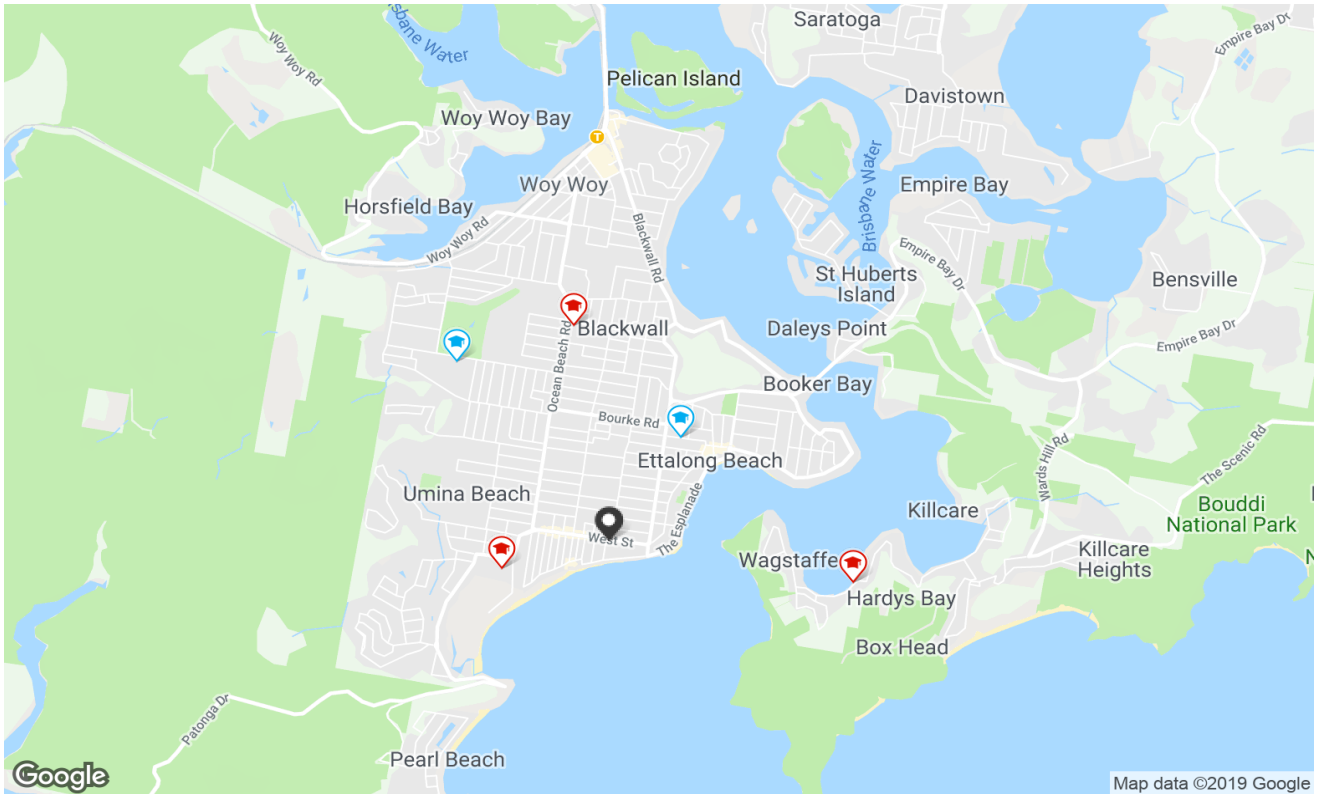 Saratoga
Empire Bay Dr
Brisbane Water
Woy Woy Rd
Pelican Island
Davistown
Woy Woy Bay
T
Woy Woy
Brisbane Water
Empire Bay
Horsfield Bay
Woy Woy Rd
Blackwall Rd
Empire Bay Dr
St Huberts
Island
Bensville
Blackwall
Daleys Point
Empire Bay Dr
Ocean Beach Rd
Booker Bay
Bourke Rd
Ettalong Beach
Wards Hill Rd
The Scenic Rd
Umina Beach
The Esplanade
Killcare
Bouddi
National Park
West St
Wagstaffe
Killcare
Heights
Hardys Bay
Box Head
Patonga Dr
Pearl Beach
Google
Map data ©2019 Google